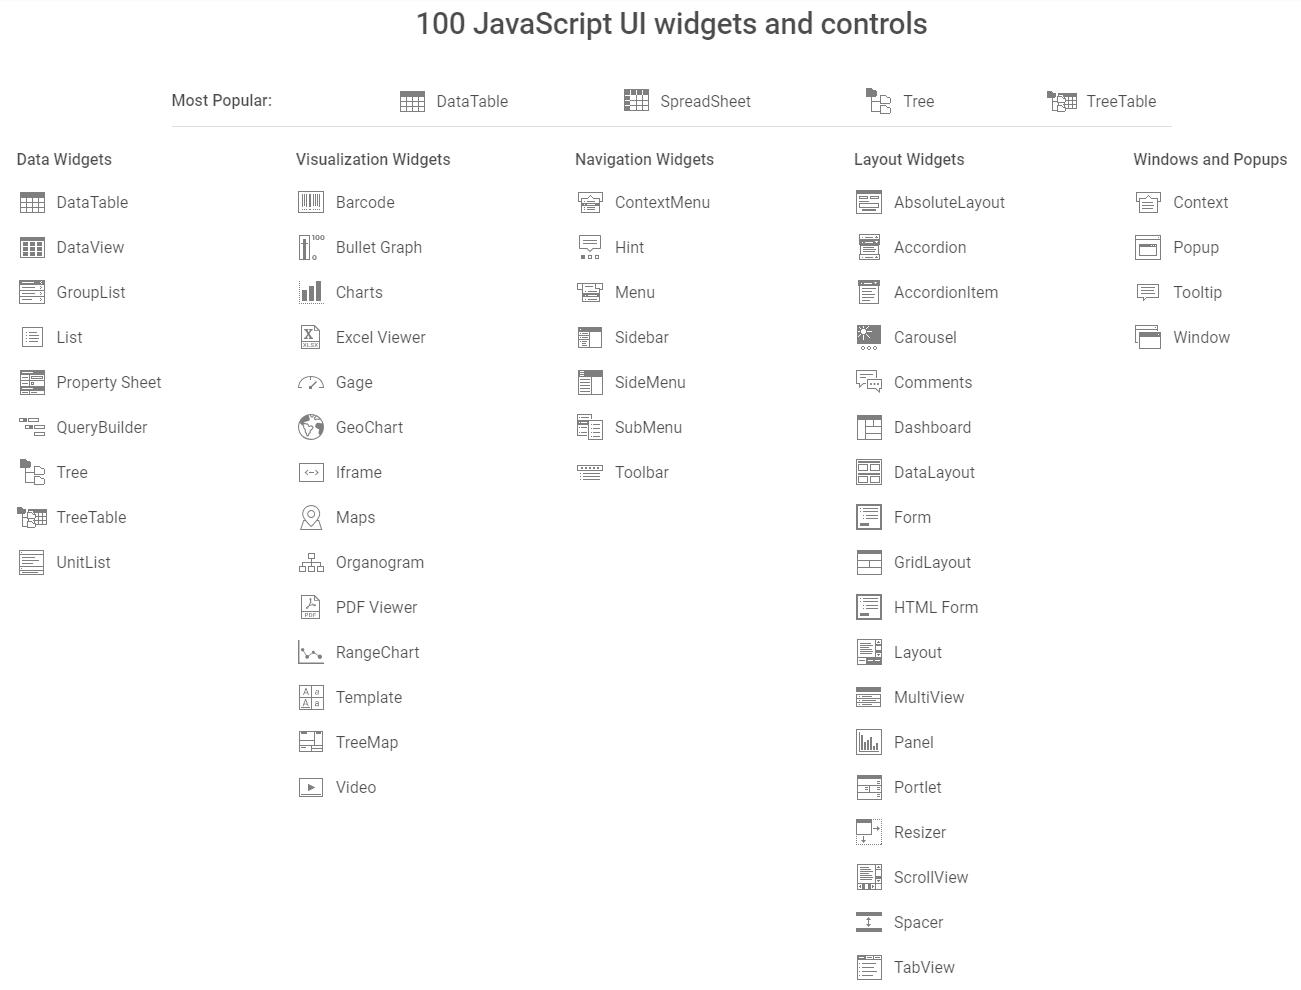 100 JavaScript UI widgets and controls
Most Popular:
DataTable
SpreadSheet
Tree
TreeTable
Data Widgets
DataTable
DataView
GroupList
List
Property Sheet
QueryBuilder
Tree
TreeTable
UnitList
Visualization Widgets
Barcode
100
0
Bullet Graph
Charts
XLSX
Excel Viewer
Gage
GeoChart
Iframe
Maps
Organogram
PDF
PDF Viewer
RangeChart
A a
A a
Template
TreeMap
Video
Navigation Widgets
ContextMenu
Hint
Menu
Sidebar
SideMenu
SubMenu
Toolbar
Layout Widgets
AbsoluteLayout
Accordion
AccordionItem
Carousel
Comments
Dashboard
DataLayout
Form
GridLayout
HTML Form
Layout
MultiView
Panel
Portlet
Resizer
ScrollView
Spacer
TabView
Windows and Popups
Context
Popup
Tooltip
Window